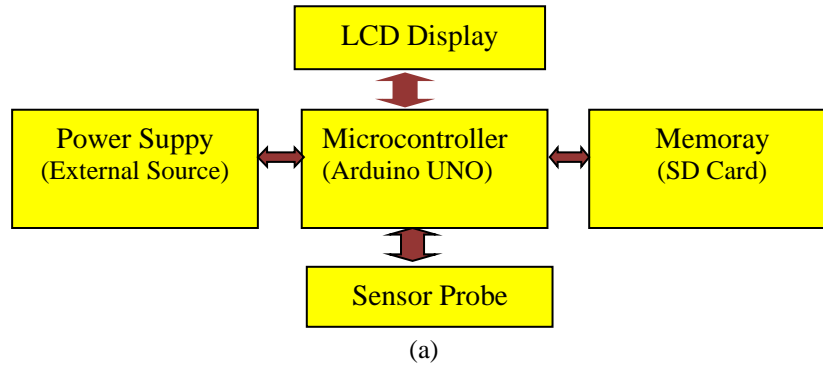 LCD Display
Power Suppy
(External Source)
Microcontroller
(Arduino UNO)
Memoray
(SD Card)
Sensor Probe
(a)